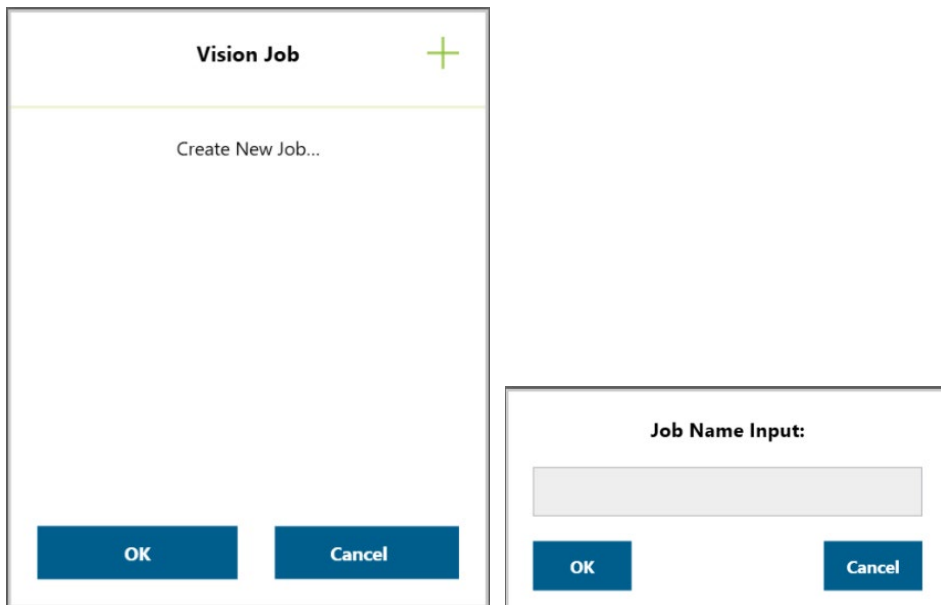 Vision Job
Create New Job...
OK Cancel
Job Name Input:
OK Cancel